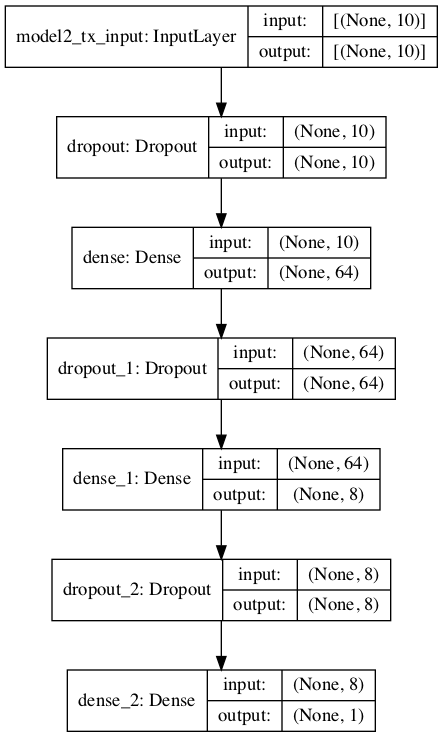 model2_tx_input: InputLayer
input: [(None, 10)]
output: [(None, 10)]
dropout: Dropout
input: (None, 10)
output: (None, 10)
dense: Dense
input: (None, 10)
output: (None, 64)
dropout_1: Dropout
input: (None, 64)
output: (None, 64)
dense_1: Dense
input: (None, 64)
output: (None, 8)
dropout_2: Dropout
input: (None, 8)
output: (None, 8)
dense_2: Dense
input: (None, 8)
output: (None, 1)